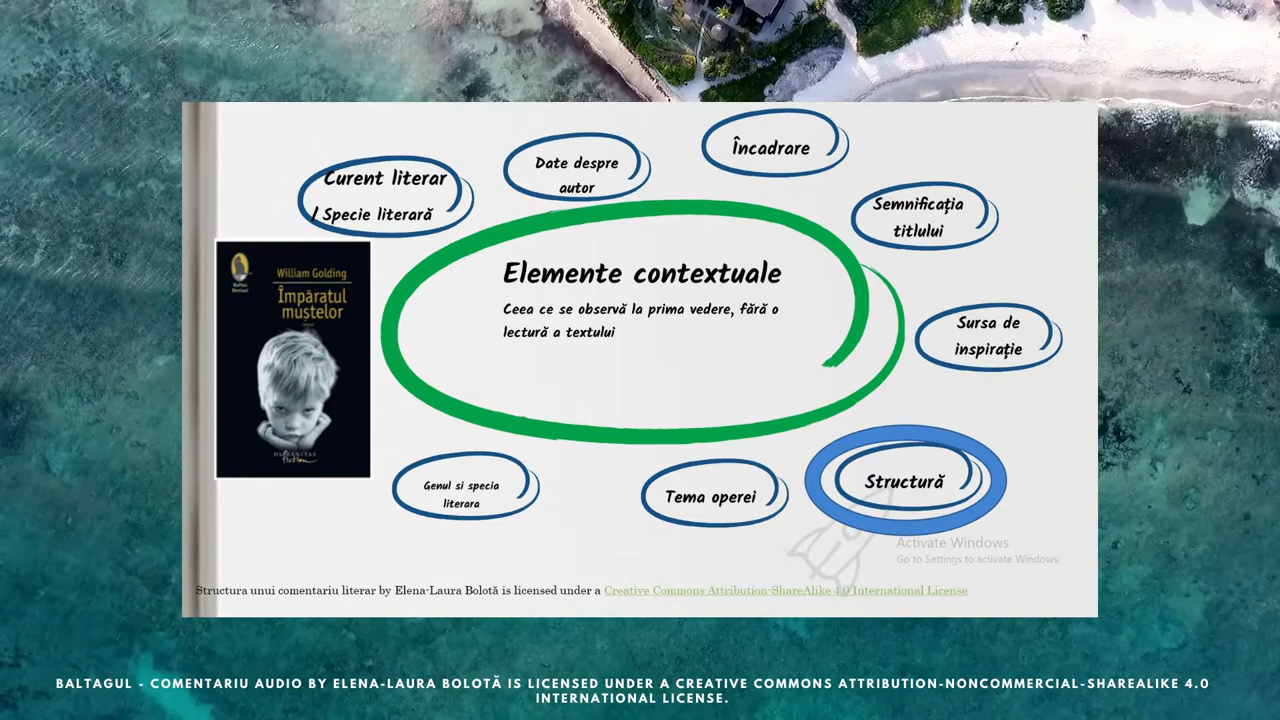 Încadrare
Date despre
autor
Curent literar
/ Specie literară
Semnificația
titlului
William Golding
Împăratul
muștelor
Elemente contextuale
Ceea ce se observă la prima vedere, fără o
lectură a textului
Sursa de
inspirație
HUMANITAS
fiction
Genul si specia
literara
Tema operei
Structură
Activate Windows
Go to Settings to activate Windows.
Structura unui comentariu literar by Elena-Laura Bolotă is licensed under a Creative Commons Attribution-ShareAlike 4.0 International License
BALTAGUL - COMENTARIU AUDIO BY ELENA-LAURA BOLOTĂ IS LICENSED UNDER A CREATIVE COMMONS ATTRIBUTION-NONCOMMERCIAL-SHAREALIKE 4.0
INTERNATIONAL LICENSE.